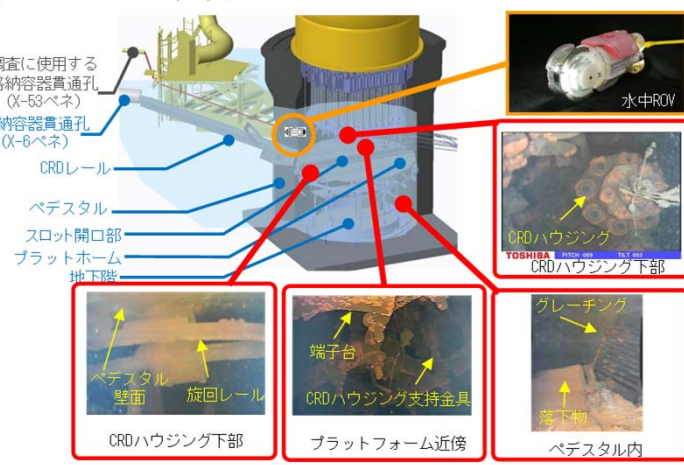 調査に使用する
格納容器貫通孔
(X-53ペネ)
納容器貫通孔
(X-6ペネ)
CRDレール
ペデスタル
スロット開口部
プラットホーム
地下階
水中ROV
CRDハウジング
TOSHIBA PITCH 009 TILT 093
CRDハウジング下部
ペデスタル
壁面
旋回レール
CRDハウジング下部
端子台
CRDハウジング支持金具
プラットフォーム近傍
グレーチング
落下物
ペデスタル内